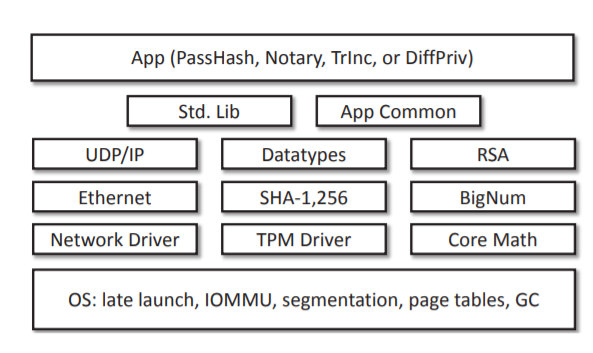 App (PassHash, Notary, TrInc, or DiffPriv)
Std. Lib
App Common
UDP/IP
Datatypes
RSA
Ethernet
SHA-1,256
BigNum
Network Driver
TPM Driver
Core Math
OS: late launch, IOMMU, segmentation, page tables, GC